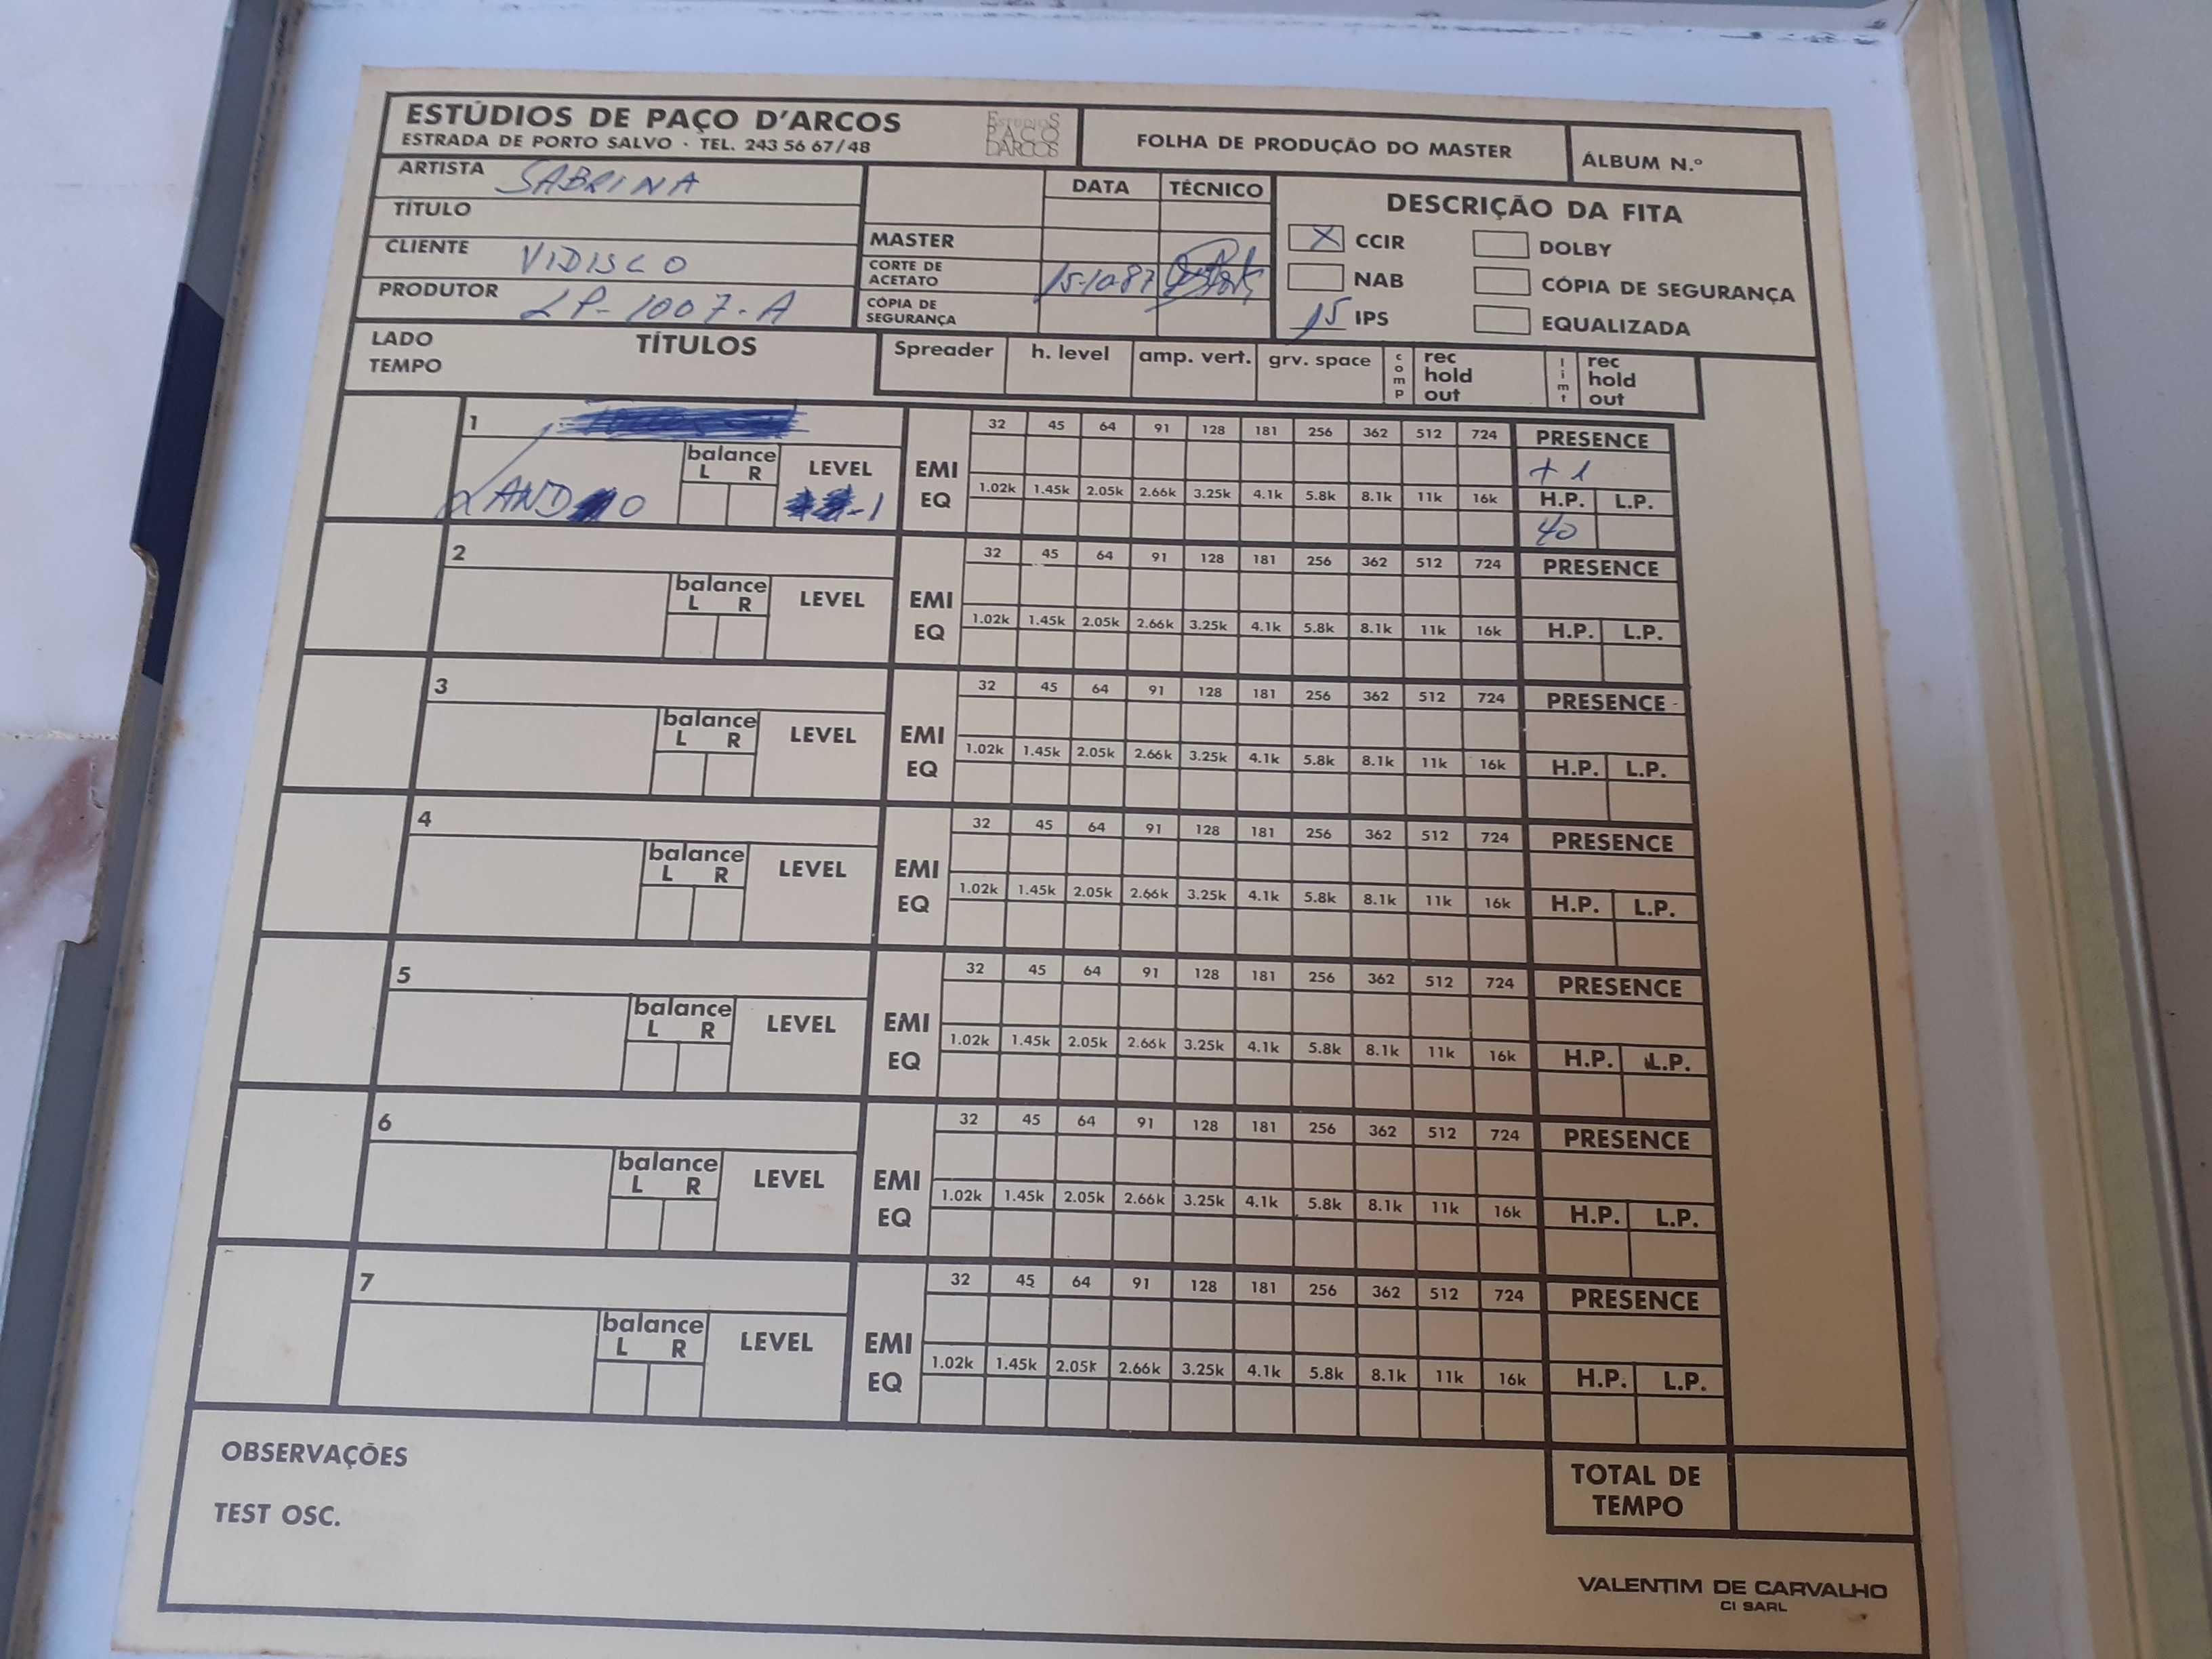 ESTÚDIOS DE PAÇO D'ARCOS
ESTRADA DE PORTO SALVO · TEL. 243 56 67/48
ESTÚDIOS
PAÇO
DARCOS
FOLHA DE PRODUÇÃO DO MASTER
ÁLBUM N.º
ARTISTA SABRINA
TÍTULO
CLIENTE VIDISCO
PRODUTOR LP-1007-A
DATA TÉCNICO
MASTER
CORTE DE
ACETATO 15-10-87
CÓPIA DE
SEGURANÇA
DESCRIÇÃO DA FITA
X CCIR DOLBY
NAB CÓPIA DE SEGURANÇA
15 IPS EQUALIZADA
LADO
TEMPO
TÍTULOS
Spreader h. level amp. vert. grv. space
comp
rec
hold
out
limt
rec
hold
out
1
balance
L R
LEVEL
-1
EMI
EQ
32 45 64 91 128 181 256 362 512 724 PRESENCE
+1
1.02k 1.45k 2.05k 2.66k 3.25k 4.1k 5.8k 8.1k 11k 16k H.P. L.P.
40
2
balance
L R
LEVEL
EMI
EQ
32 45 64 91 128 181 256 362 512 724 PRESENCE
1.02k 1.45k 2.05k 2.66k 3.25k 4.1k 5.8k 8.1k 11k 16k H.P. L.P.
3
balance
L R
LEVEL
EMI
EQ
32 45 64 91 128 181 256 362 512 724 PRESENCE
1.02k 1.45k 2.05k 2.66k 3.25k 4.1k 5.8k 8.1k 11k 16k H.P. L.P.
4
balance
L R
LEVEL
EMI
EQ
32 45 64 91 128 181 256 362 512 724 PRESENCE
1.02k 1.45k 2.05k 2.66k 3.25k 4.1k 5.8k 8.1k 11k 16k H.P. L.P.
5
balance
L R
LEVEL
EMI
EQ
32 45 64 91 128 181 256 362 512 724 PRESENCE
1.02k 1.45k 2.05k 2.66k 3.25k 4.1k 5.8k 8.1k 11k 16k H.P. L.P.
6
balance
L R
LEVEL
EMI
EQ
32 45 64 91 128 181 256 362 512 724 PRESENCE
1.02k 1.45k 2.05k 2.66k 3.25k 4.1k 5.8k 8.1k 11k 16k H.P. L.P.
7
balance
L R
LEVEL
EMI
EQ
32 45 64 91 128 181 256 362 512 724 PRESENCE
1.02k 1.45k 2.05k 2.66k 3.25k 4.1k 5.8k 8.1k 11k 16k H.P. L.P.
OBSERVAÇÕES
TEST OSC.
TOTAL DE
TEMPO
VALENTIM DE CARVALHO
CI SARL